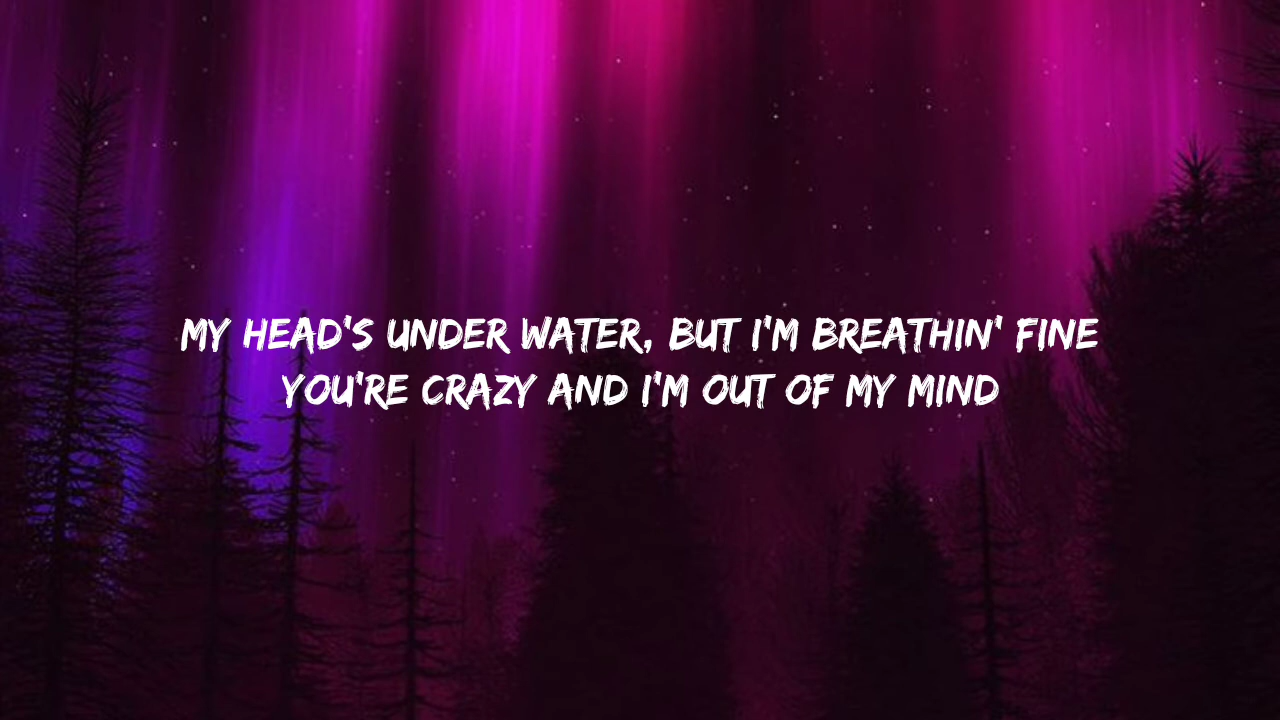 MY HEAD'S UNDER WATER, BUT I'M BREATHIN' FINE
YOU'RE CRAZY AND I'M OUT OF MY MIND